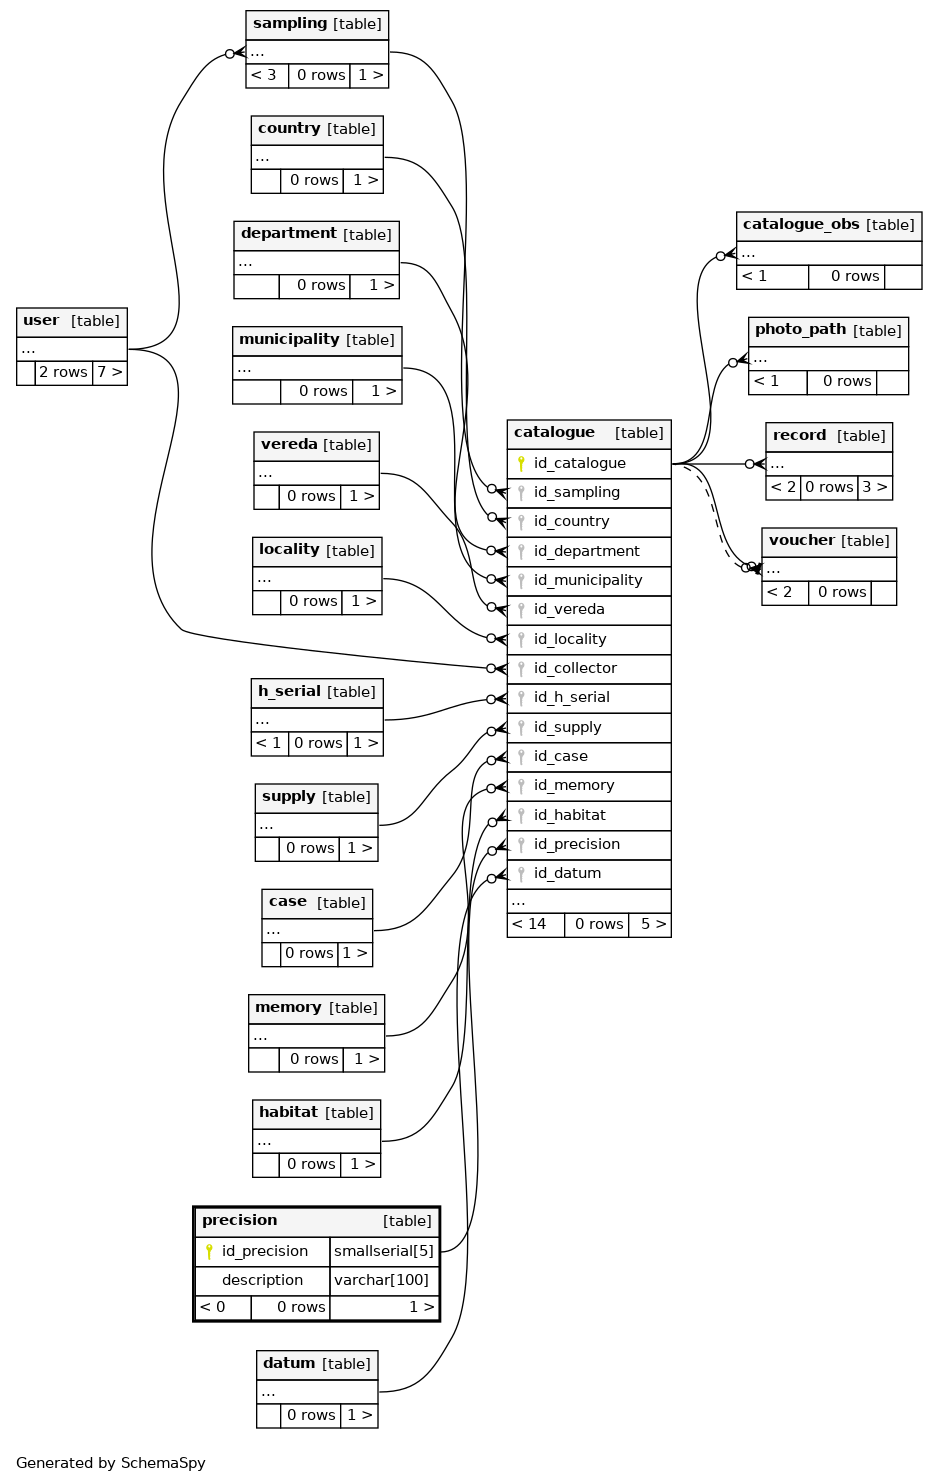 sampling [table]
...
< 3 0 rows 1 >
country [table]
...
0 rows 1 >
department [table]
...
0 rows 1 >
municipality [table]
...
0 rows 1 >
vereda [table]
...
0 rows 1 >
locality [table]
...
0 rows 1 >
user [table]
...
2 rows 7 >
h_serial [table]
...
< 1 0 rows 1 >
supply [table]
...
0 rows 1 >
case [table]
...
0 rows 1 >
memory [table]
...
0 rows 1 >
habitat [table]
...
0 rows 1 >
precision [table]
id_precision smallserial[5]
description varchar[100]
< 0 0 rows 1 >
datum [table]
...
0 rows 1 >
catalogue [table]
id_catalogue
id_sampling
id_country
id_department
id_municipality
id_vereda
id_locality
id_collector
id_h_serial
id_supply
id_case
id_memory
id_habitat
id_precision
id_datum
...
< 14 0 rows 5 >
catalogue_obs [table]
...
< 1 0 rows
photo_path [table]
...
< 1 0 rows
record [table]
...
< 2 0 rows 3 >
voucher [table]
...
< 2 0 rows
Generated by SchemaSpy